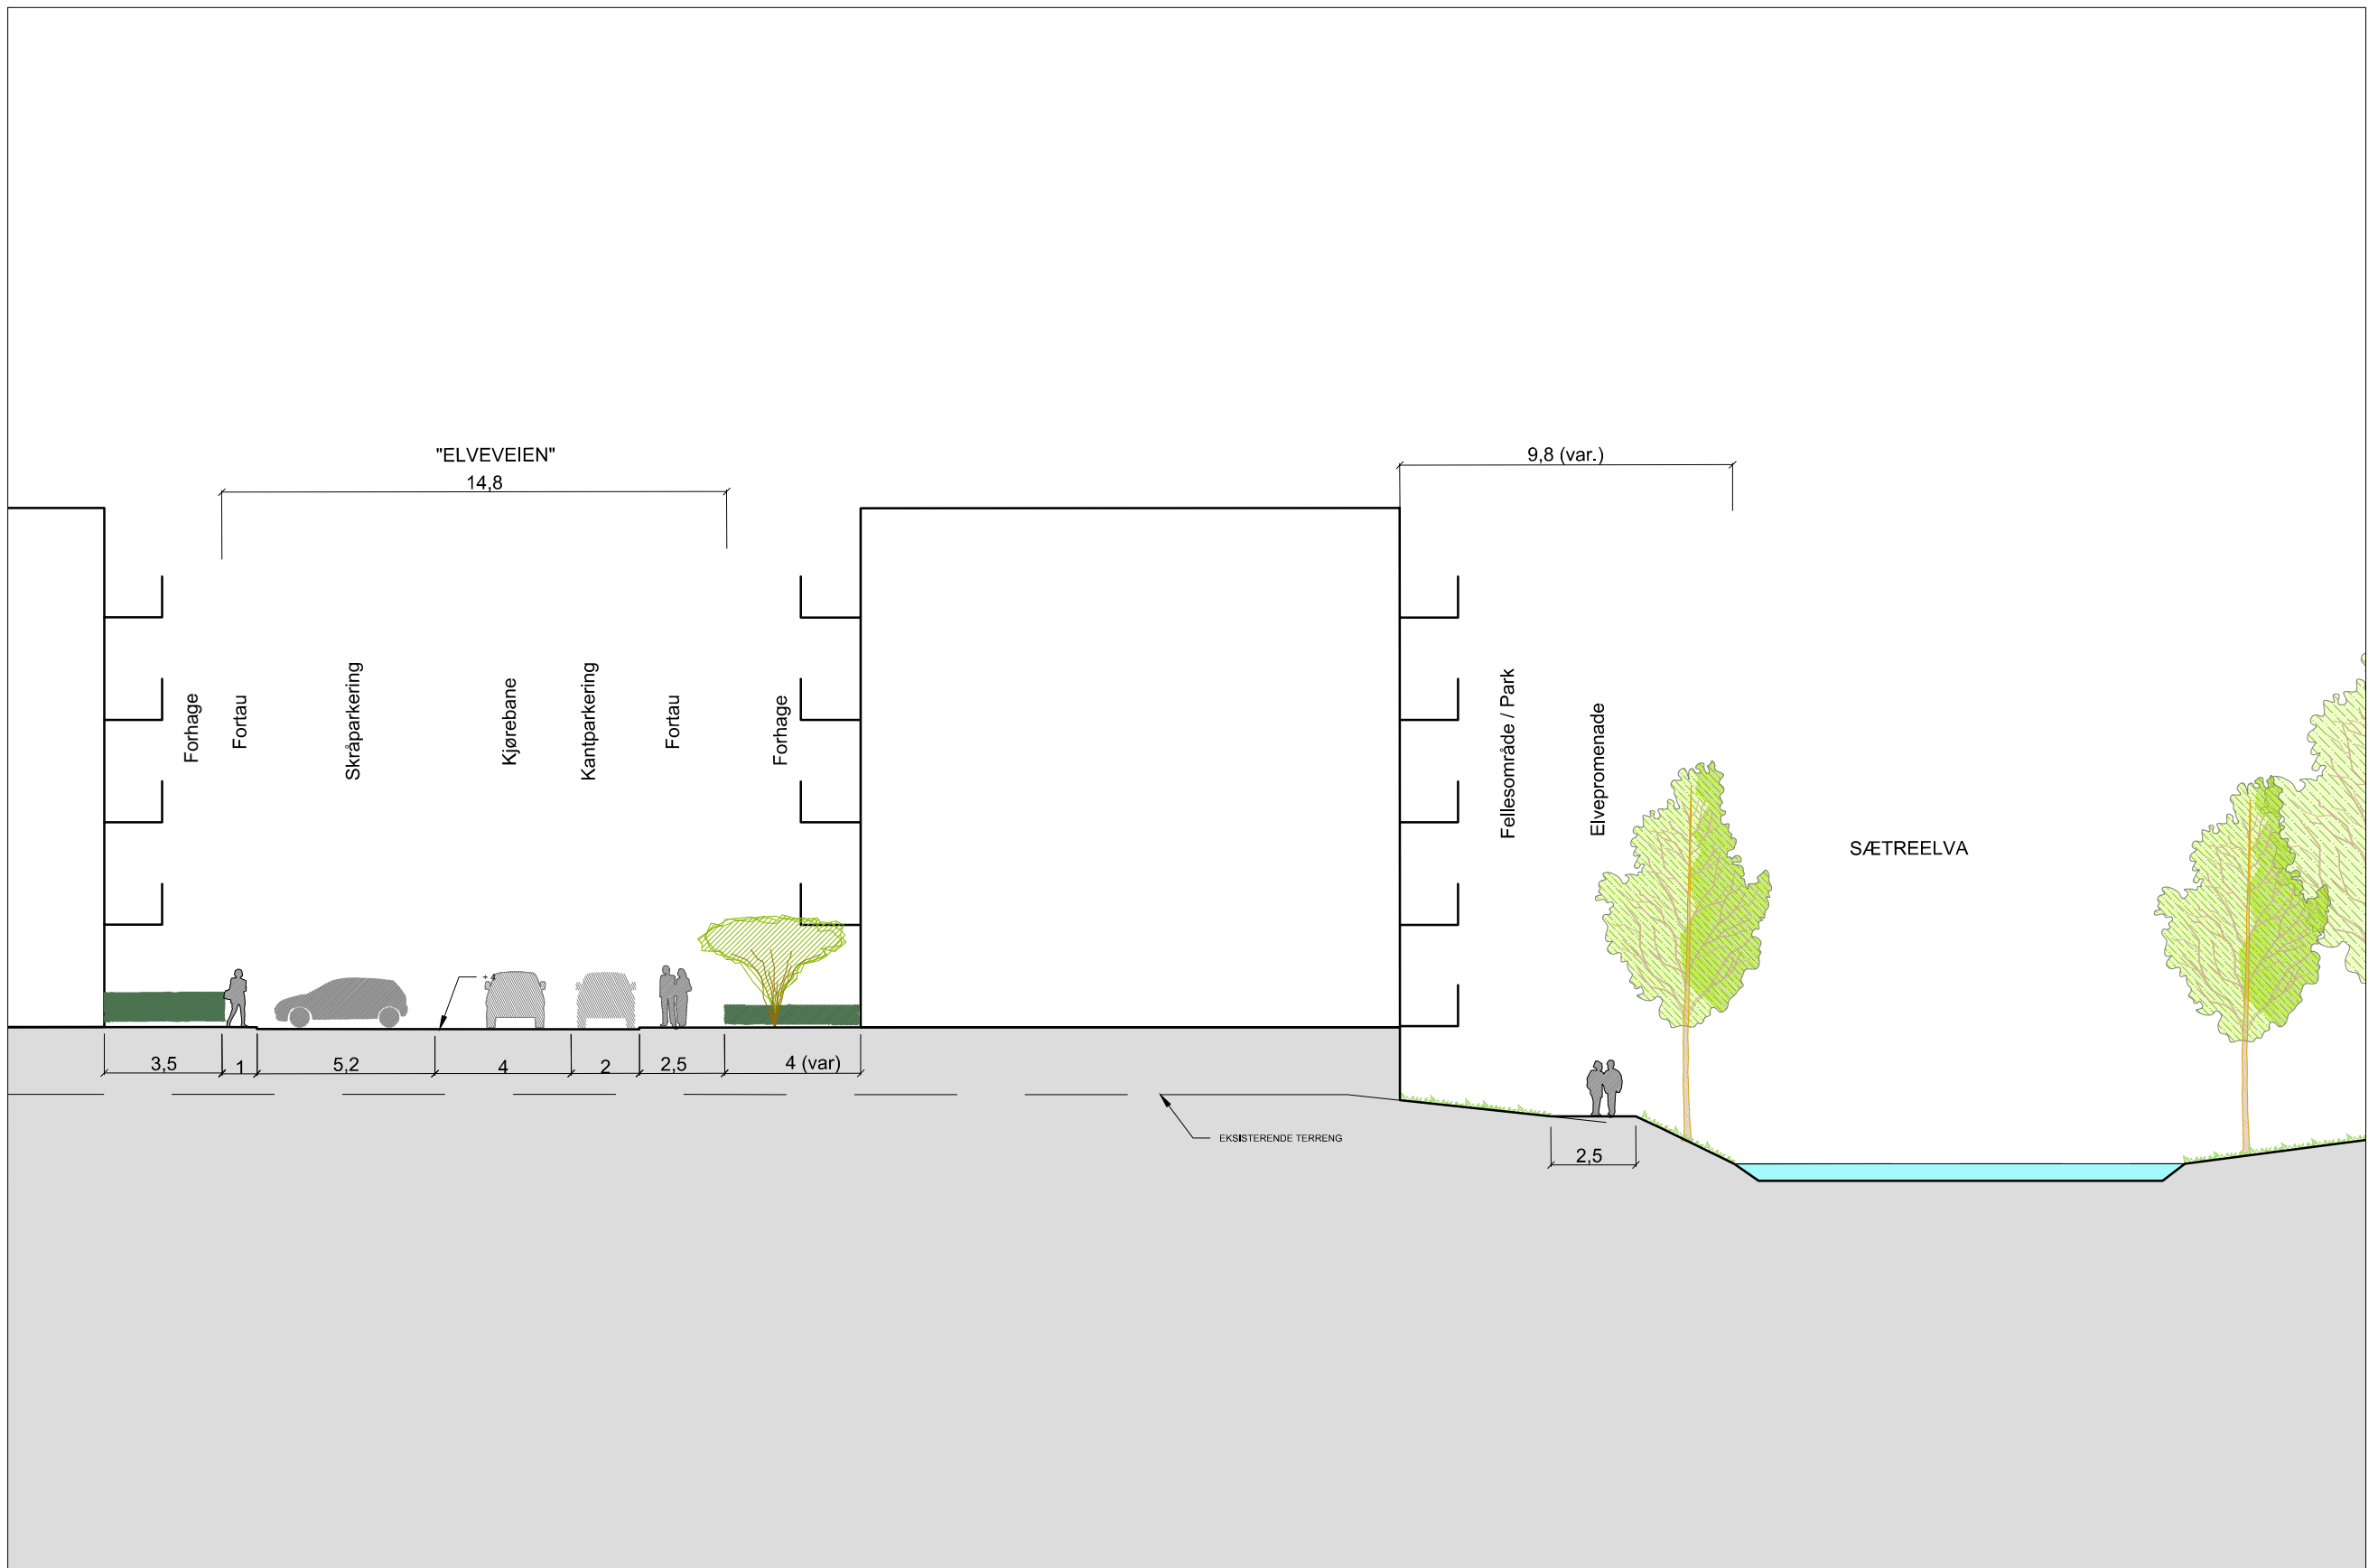 "ELVEVEIEN"
14,8
9,8 (var.)
Forhage
Fortau
Skråparkering
Kjørebane
Kantparkering
Fortau
Forhage
Fellesområde / Park
Elvepromenade
SÆTREELVA
+4
3,5
1
5,2
4
2
2,5
4 (var)
EKSISTERENDE TERRENG
2,5